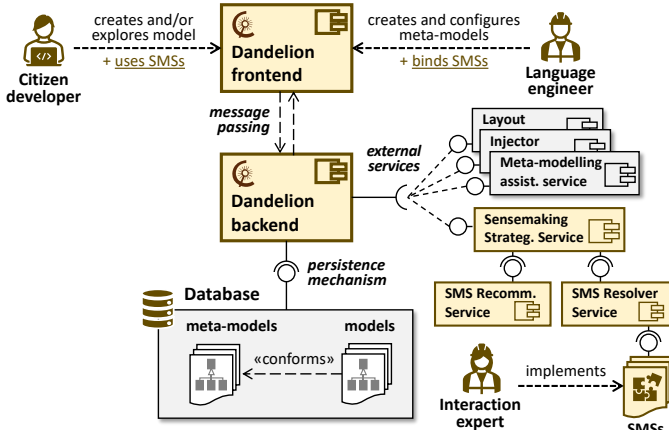 creates and/or
explores model
+ uses SMSs
Citizen
developer
Dandelion
frontend
creates and configures
meta-models
+ binds SMSs
Language
engineer
message
passing
external
services
Layout
Injector
Meta-modelling
assist. service
Dandelion
backend
Sensemaking
Strateg. Service
persistence
mechanism
SMS Recomm.
Service
SMS Resolver
Service
Database
meta-models
models
«conforms»
implements
Interaction
expert
SMSs